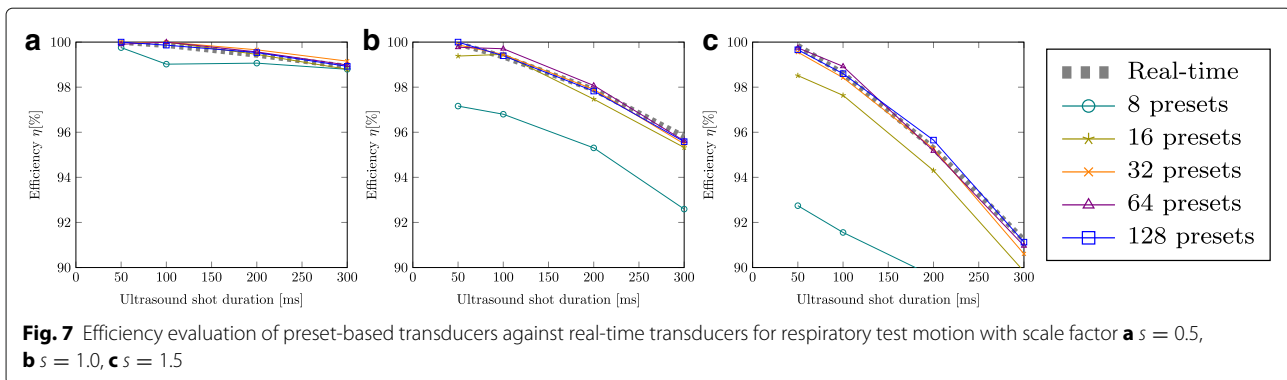 a
100
98
96
94
92
90
Efficiency η[%]
0 50 100 150 200 250 300
Ultrasound shot duration [ms]
b
100
98
96
94
92
90
Efficiency η[%]
0 50 100 150 200 250 300
Ultrasound shot duration [ms]
c
100
98
96
94
92
90
Efficiency η[%]
0 50 100 150 200 250 300
Ultrasound shot duration [ms]
Real-time
8 presets
16 presets
32 presets
64 presets
128 presets
Fig. 7 Efficiency evaluation of preset-based transducers against real-time transducers for respiratory test motion with scale factor a s = 0.5,
b s = 1.0, c s = 1.5